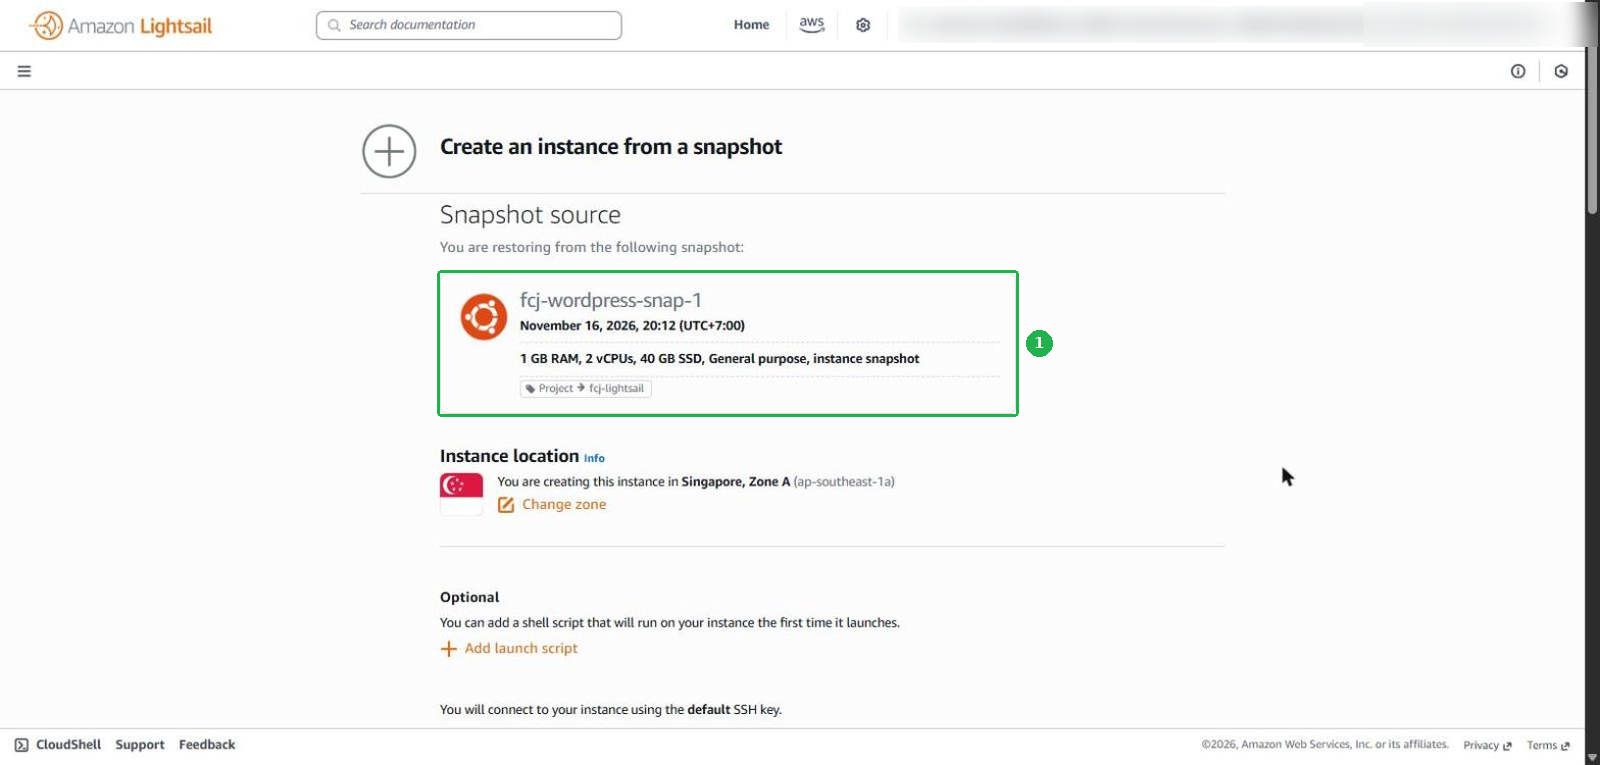 Amazon Lightsail
Search documentation
Home
aws
Create an instance from a snapshot
Snapshot source
You are restoring from the following snapshot:
fcj-wordpress-snap-1
November 16, 2026, 20:12 (UTC+7:00)
1 GB RAM, 2 vCPUs, 40 GB SSD, General purpose, instance snapshot
Project → fcj-lightsail
1
Instance location Info
You are creating this instance in Singapore, Zone A (ap-southeast-1a)
Change zone
Optional
You can add a shell script that will run on your instance the first time it launches.
Add launch script
You will connect to your instance using the default SSH key.
CloudShell Support Feedback
©2026, Amazon Web Services, Inc. or its affiliates. Privacy Terms